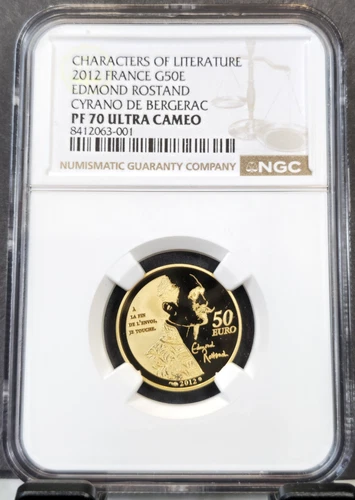 CHARACTERS OF LITERATURE
2012 FRANCE G50E
EDMOND ROSTAND
CYRANO DE BERGERAC
PF 70 ULTRA CAMEO
8412063-001
NUMISMATIC GUARANTY COMPANY
NGC
À
LA FIN
DE L'ENVOI,
JE TOUCHE.
50
EURO
Edmond
Rostand
2012